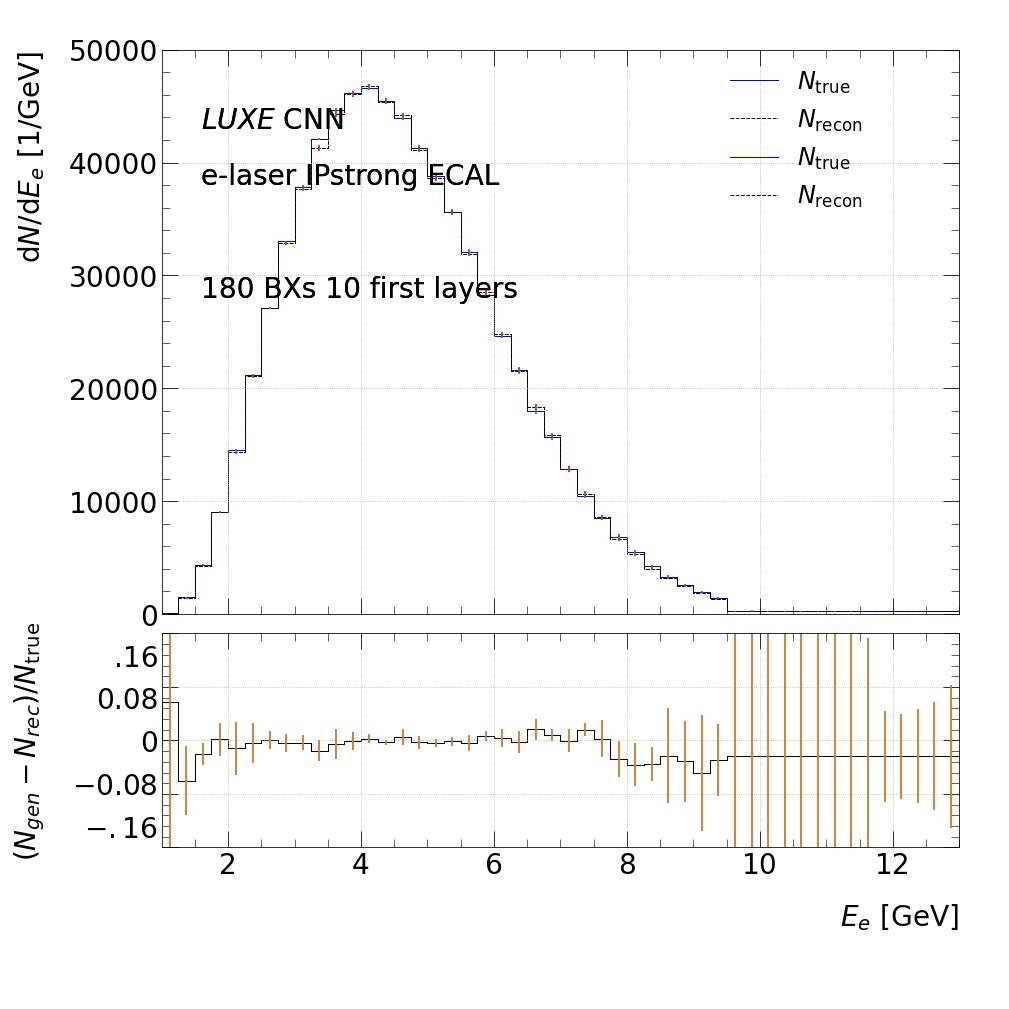 50000
40000
30000
20000
10000
0
dN/dE_e [1/GeV]
LUXE CNN
e-laser IPstrong ECAL
180 BXs 10 first layers
N_true
N_recon
N_true
N_recon
.16
0.08
0
−0.08
−.16
(N_gen − N_rec)/N_true
2 4 6 8 10 12
E_e [GeV]